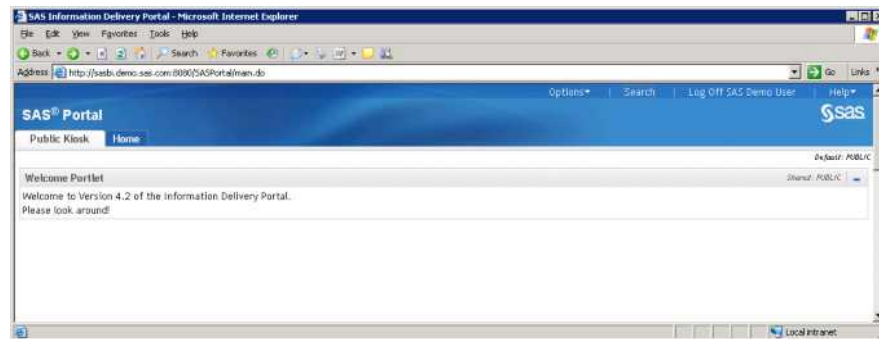 SAS Information Delivery Portal - Microsoft Internet Explorer
File Edit View Favorites Tools Help
Back Search Favorites
Address http://sasbi.demo.sas.com:8080/SASPortal/main.do Go Links
Options Search Log Off SAS Demo User Help
SAS® Portal sas
Public Kiosk Home
Default: PUBLIC
Welcome Portlet Shared: PUBLIC
Welcome to Version 4.2 of the Information Delivery Portal.
Please look around!
Local intranet